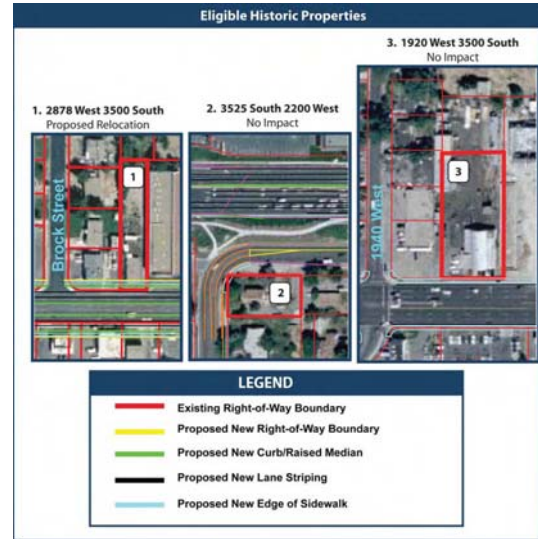 Eligible Historic Properties
1. 2878 West 3500 South
Proposed Relocation
2. 3525 South 2200 West
No Impact
3. 1920 West 3500 South
No Impact
Brock Street
1
2
1940 West
3
LEGEND
Existing Right-of-Way Boundary
Proposed New Right-of-Way Boundary
Proposed New Curb/Raised Median
Proposed New Lane Striping
Proposed New Edge of Sidewalk